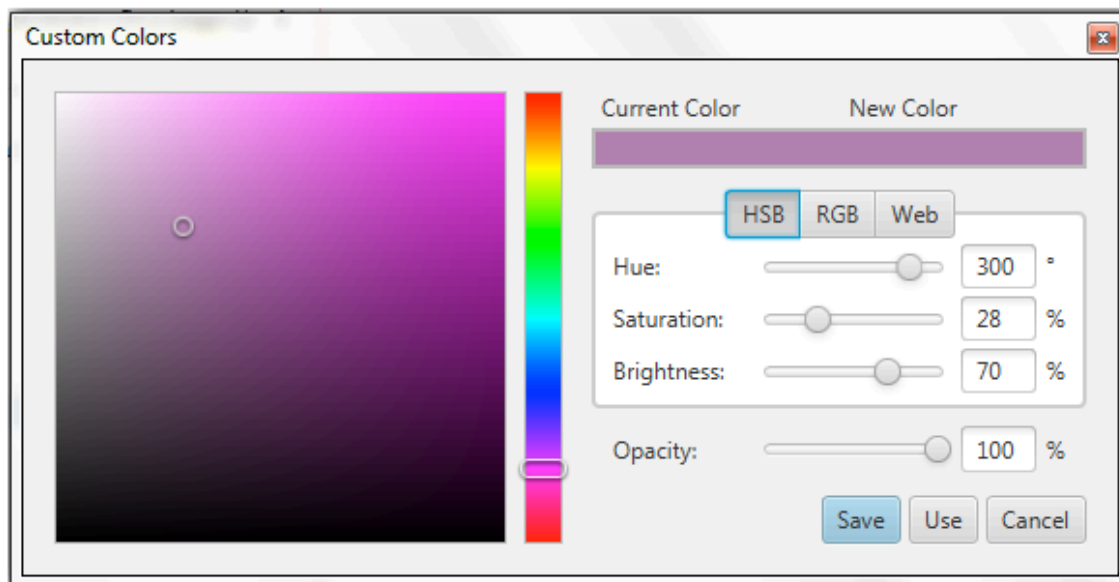 Custom Colors
Current Color New Color
HSB RGB Web
Hue: 300 °
Saturation: 28 %
Brightness: 70 %
Opacity: 100 %
Save Use Cancel